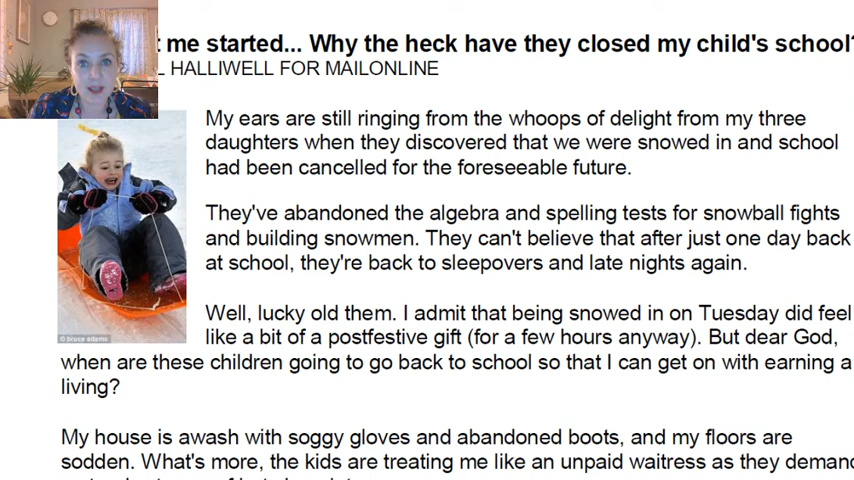 me started... Why the heck have they closed my child's school?
HALLIWELL FOR MAILONLINE
My ears are still ringing from the whoops of delight from my three
daughters when they discovered that we were snowed in and school
had been cancelled for the foreseeable future.
They've abandoned the algebra and spelling tests for snowball fights
and building snowmen. They can't believe that after just one day back
at school, they're back to sleepovers and late nights again.
Well, lucky old them. I admit that being snowed in on Tuesday did feel
like a bit of a postfestive gift (for a few hours anyway). But dear God,
© bruce adams
when are these children going to go back to school so that I can get on with earning a
living?
My house is awash with soggy gloves and abandoned boots, and my floors are
sodden. What's more, the kids are treating me like an unpaid waitress as they demand